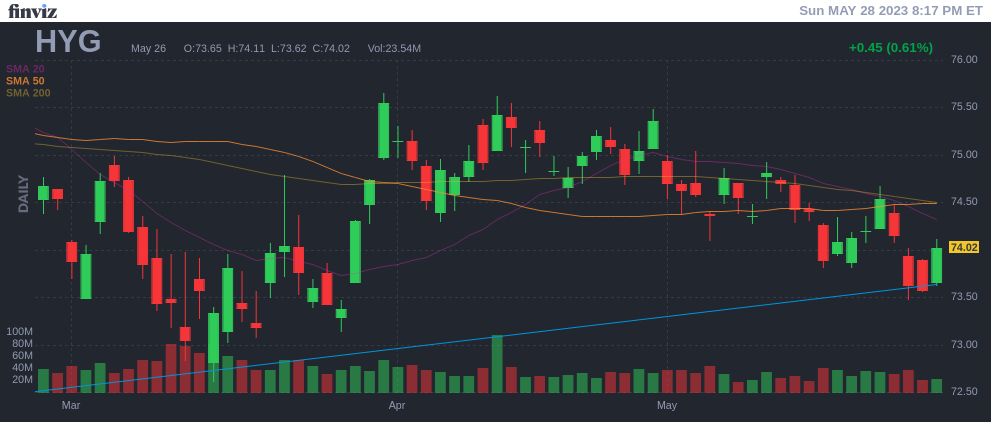 finviz
Sun MAY 28 2023 8:17 PM ET
HYG
May 26 O:73.65 H:74.11 L:73.62 C:74.02 Vol:23.54M
+0.45 (0.61%)
SMA 20
SMA 50
SMA 200
DAILY
76.00
75.50
75.00
74.50
74.02
73.50
73.00
72.50
100M
80M
60M
40M
20M
Mar Apr May